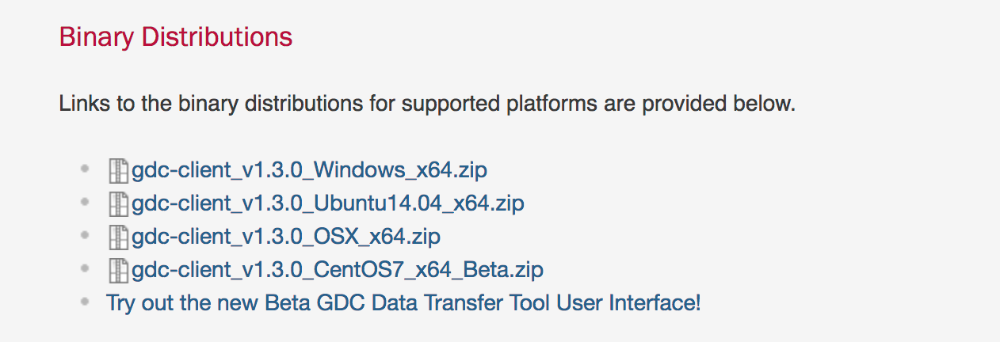 Binary Distributions
Links to the binary distributions for supported platforms are provided below.
gdc-client_v1.3.0_Windows_x64.zip
gdc-client_v1.3.0_Ubuntu14.04_x64.zip
gdc-client_v1.3.0_OSX_x64.zip
gdc-client_v1.3.0_CentOS7_x64_Beta.zip
Try out the new Beta GDC Data Transfer Tool User Interface!